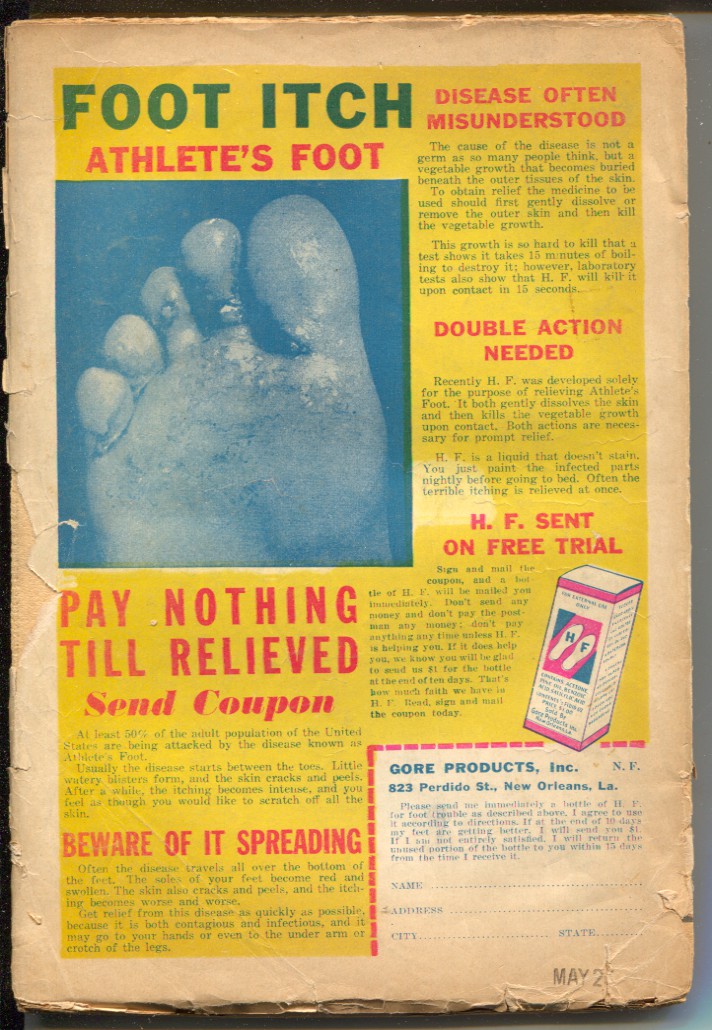 FOOT ITCH
ATHLETE'S FOOT
DISEASE OFTEN
MISUNDERSTOOD
The cause of the disease is not a
germ as so many people think, but a
vegetable growth that becomes buried
beneath the outer tissues of the skin.
To obtain relief the medicine to be
used should first gently dissolve or
remove the outer skin and then kill
the vegetable growth.
This growth is so hard to kill that a
test shows it takes 15 minutes of boil-
ing to destroy it; however, laboratory
tests also show that H. F. will kill it
upon contact in 15 seconds.
DOUBLE ACTION
NEEDED
Recently H. F. was developed solely
for the purpose of relieving Athlete's
Foot. It both gently dissolves the skin
and then kills the vegetable growth
upon contact. Both actions are neces-
sary for prompt relief.
H. F. is a liquid that doesn't stain.
You just paint the infected parts
nightly before going to bed. Often the
terrible itching is relieved at once.
H. F. SENT
ON FREE TRIAL
Sign and mail the
coupon, and a bot-
tle of H. F. will be mailed you
immediately. Don't send any
money and don't pay the post-
man any money; don't pay
anything any time unless H. F.
is helping you. If it does help
you, we know you will be glad
to send us $1 for the bottle
at the end of ten days. That's
how much faith we have in
H. F. Read, sign and mail
the coupon today.
FOR EXTERNAL USE
ONLY
H F
PRICE $1.00
Sold By
Gore Products Inc.
PAY NOTHING
TILL RELIEVED
Send Coupon
At least 50% of the adult population of the United
States are being attacked by the disease known as
Athlete's Foot.
Usually the disease starts between the toes. Little
watery blisters form, and the skin cracks and peels.
After a while, the itching becomes intense, and you
feel as though you would like to scratch off all the
skin.
BEWARE OF IT SPREADING
Often the disease travels all over the bottom of
the feet. The soles of your feet become red and
swollen. The skin also cracks and peels, and the itch-
ing becomes worse and worse.
Get relief from this disease as quickly as possible,
because it is both contagious and infectious, and it
may go to your hands or even to the under arm or
crotch of the legs.
GORE PRODUCTS, Inc. N. F.
823 Perdido St., New Orleans, La.
Please send me immediately a bottle of H. F.
for foot trouble as described above. I agree to use
it according to directions. If at the end of 10 days
my feet are getting better, I will send you $1.
If I am not entirely satisfied, I will return the
unused portion of the bottle to you within 15 days
from the time I receive it.
NAME
ADDRESS
CITY STATE
MAY 2